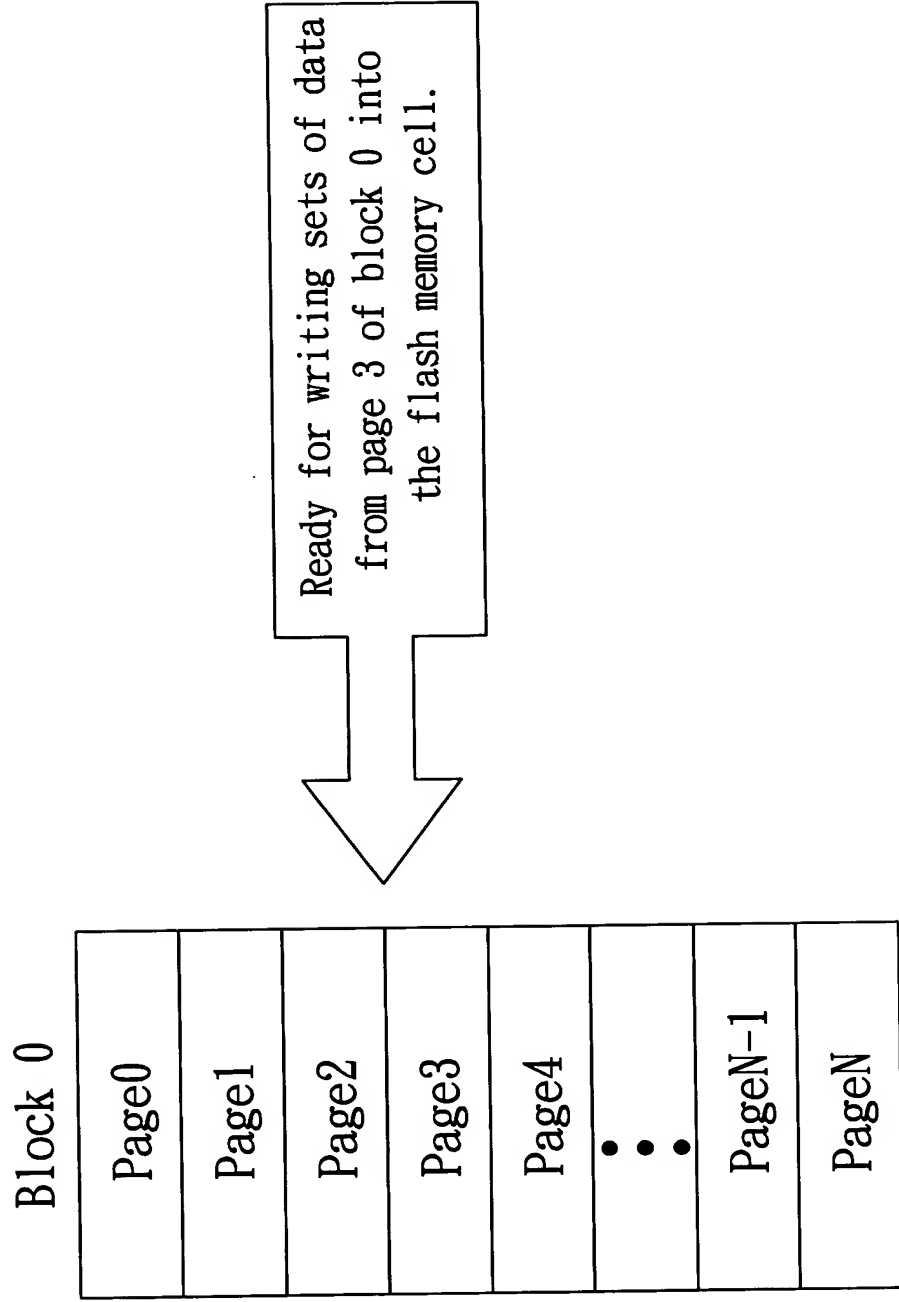 Block 0
Page0
Page1
Page2
Page3
Page4
• • •
PageN-1
PageN
Ready for writing sets of data
from page 3 of block 0 into
the flash memory cell.